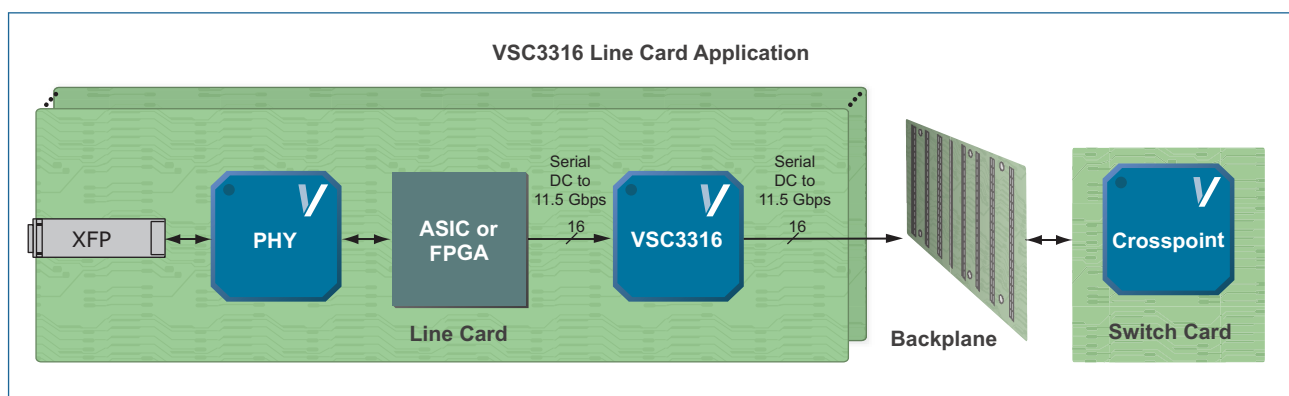 VSC3316 Line Card Application
Serial
DC to
11.5 Gbps
16
Serial
DC to
11.5 Gbps
16
XFP
PHY
ASIC or
FPGA
VSC3316
Crosspoint
Line Card
Backplane
Switch Card